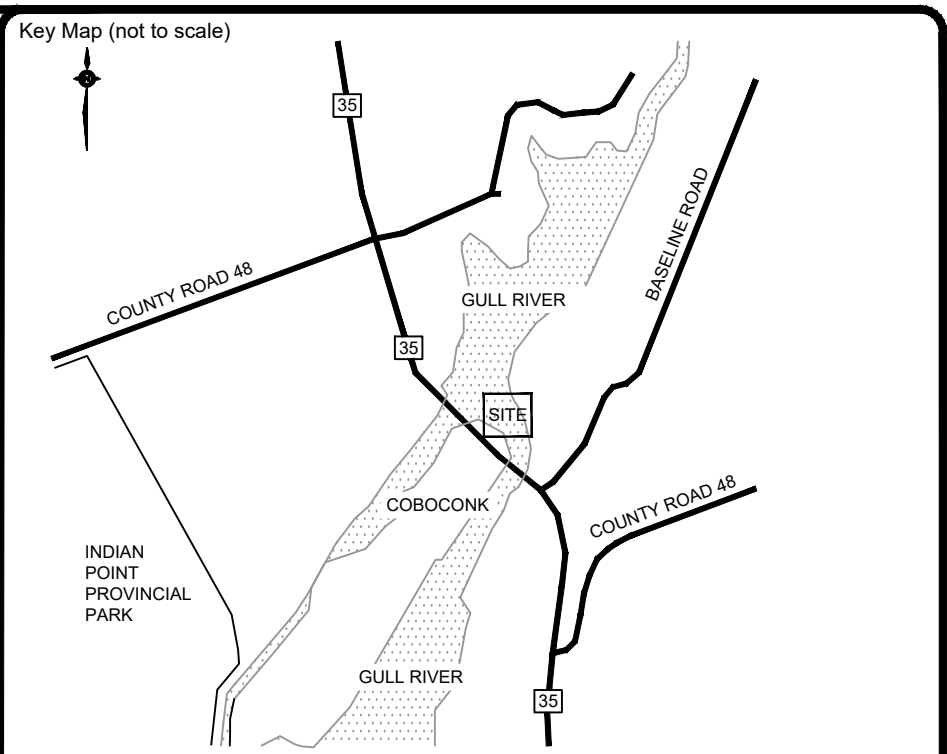 Key Map (not to scale)
N
35
BASELINE ROAD
COUNTY ROAD 48
GULL RIVER
35
SITE
COBOCONK
COUNTY ROAD 48
INDIAN
POINT
PROVINCIAL
PARK
GULL RIVER
35